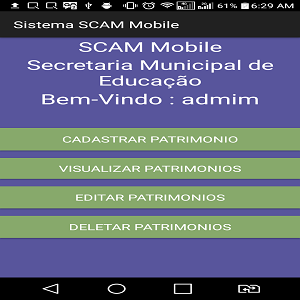 61% 6:29 AM
Sistema SCAM Mobile
SCAM Mobile
Secretaria Municipal de
Educação
Bem-Vindo : admim
CADASTRAR PATRIMONIO
VISUALIZAR PATRIMONIOS
EDITAR PATRIMONIOS
DELETAR PATRIMONIOS